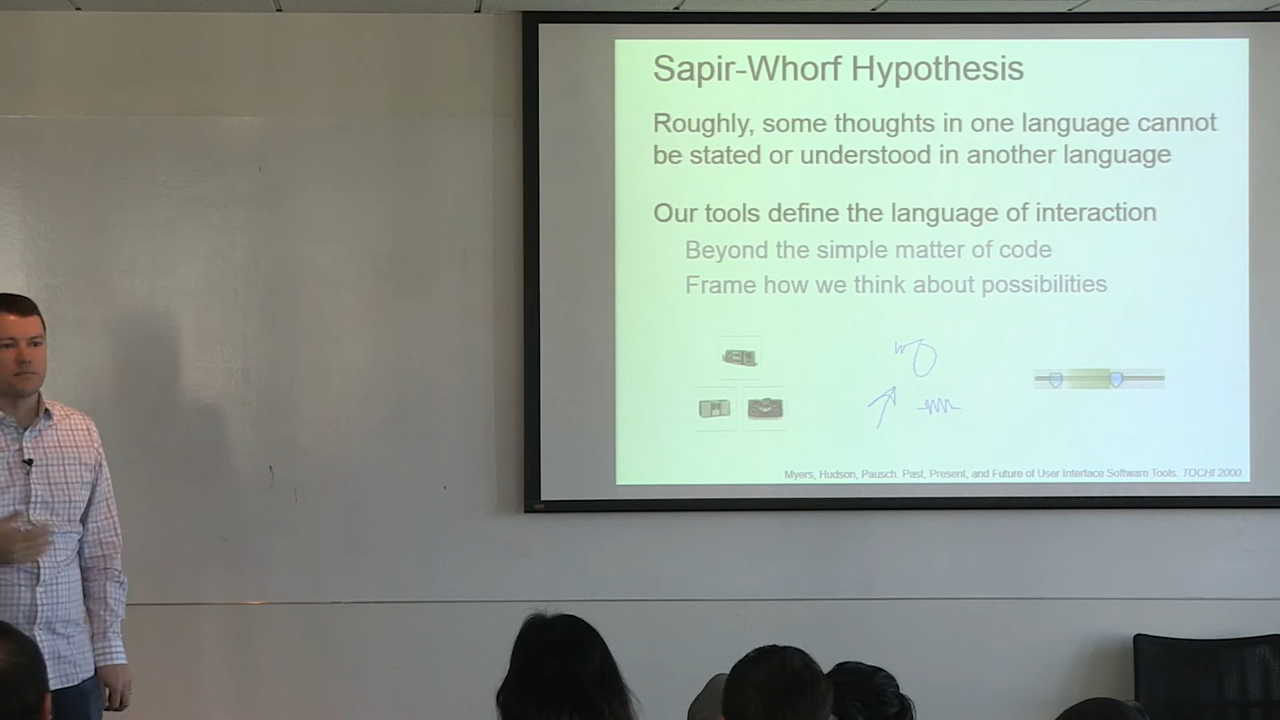 Sapir-Whorf Hypothesis
Roughly, some thoughts in one language cannot
be stated or understood in another language
Our tools define the language of interaction
Beyond the simple matter of code
Frame how we think about possibilities
Myers, Hudson, Pausch. Past, Present, and Future of User Interface Software Tools. TOCHI 2000.